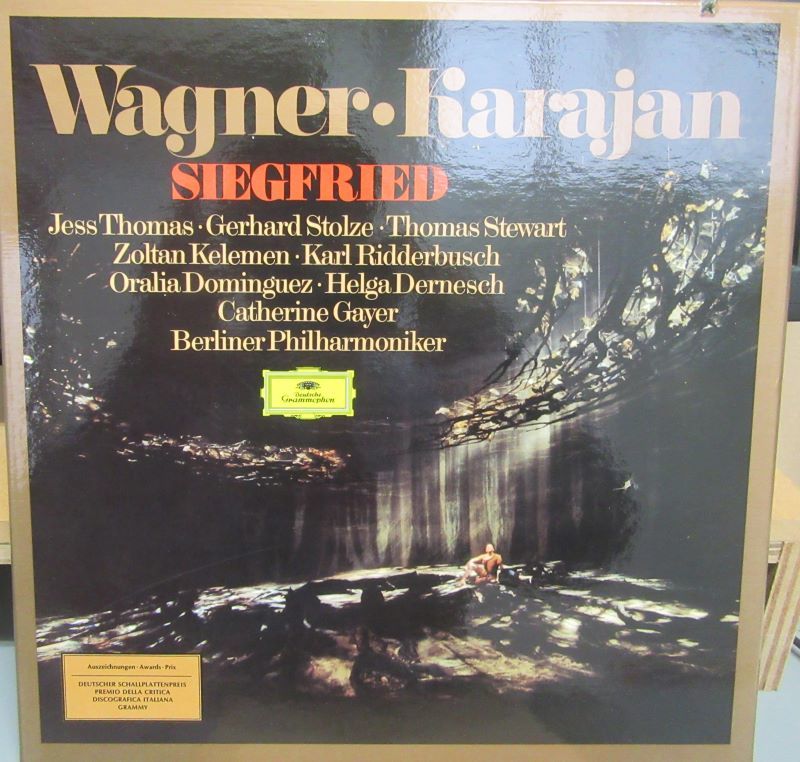 Wagner·Karajan
SIEGFRIED
Jess Thomas · Gerhard Stolze · Thomas Stewart
Zoltan Kelemen · Karl Ridderbusch
Oralia Dominguez · Helga Dernesch
Catherine Gayer
Berliner Philharmoniker
Deutsche
Grammophon
Auszeichnungen · Awards · Prix
DEUTSCHER SCHALLPLATTENPREIS
PREMIO DELLA CRITICA
DISCOGRAFICA ITALIANA
GRAMMY